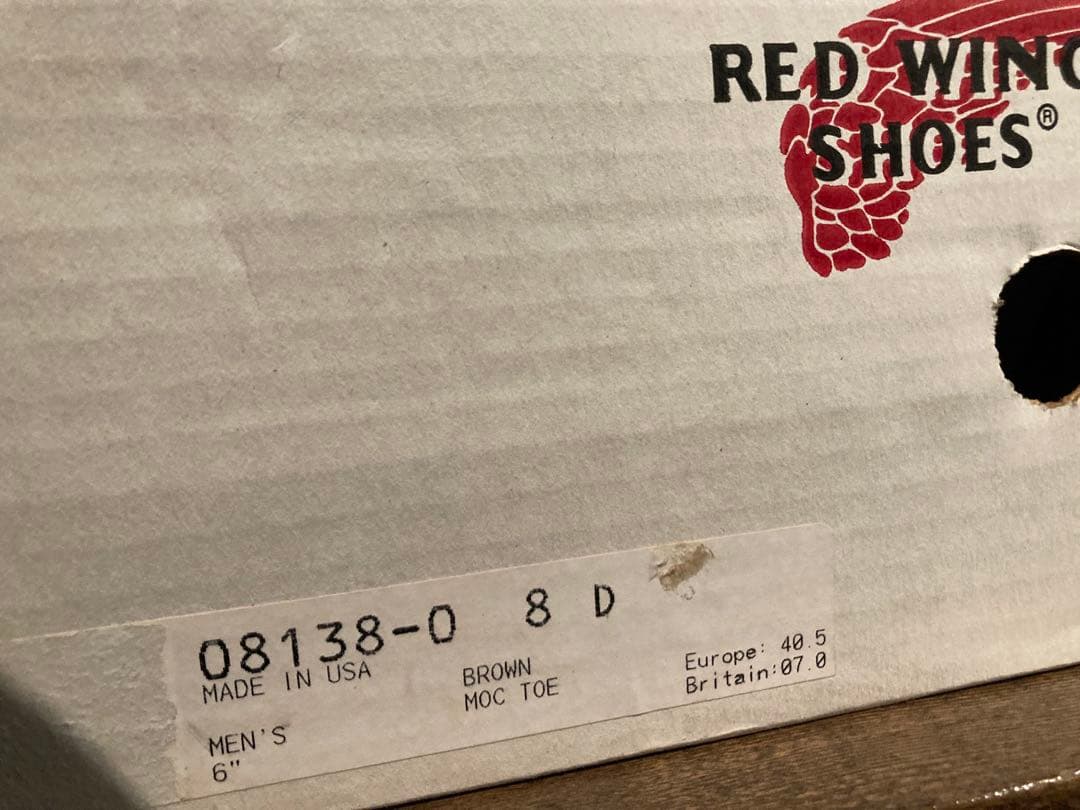 RED WING
SHOES®
08138-0 8 D
MADE IN USA
BROWN
MOC TOE
Europe: 40.5
Britain:07.0
MEN'S
6"